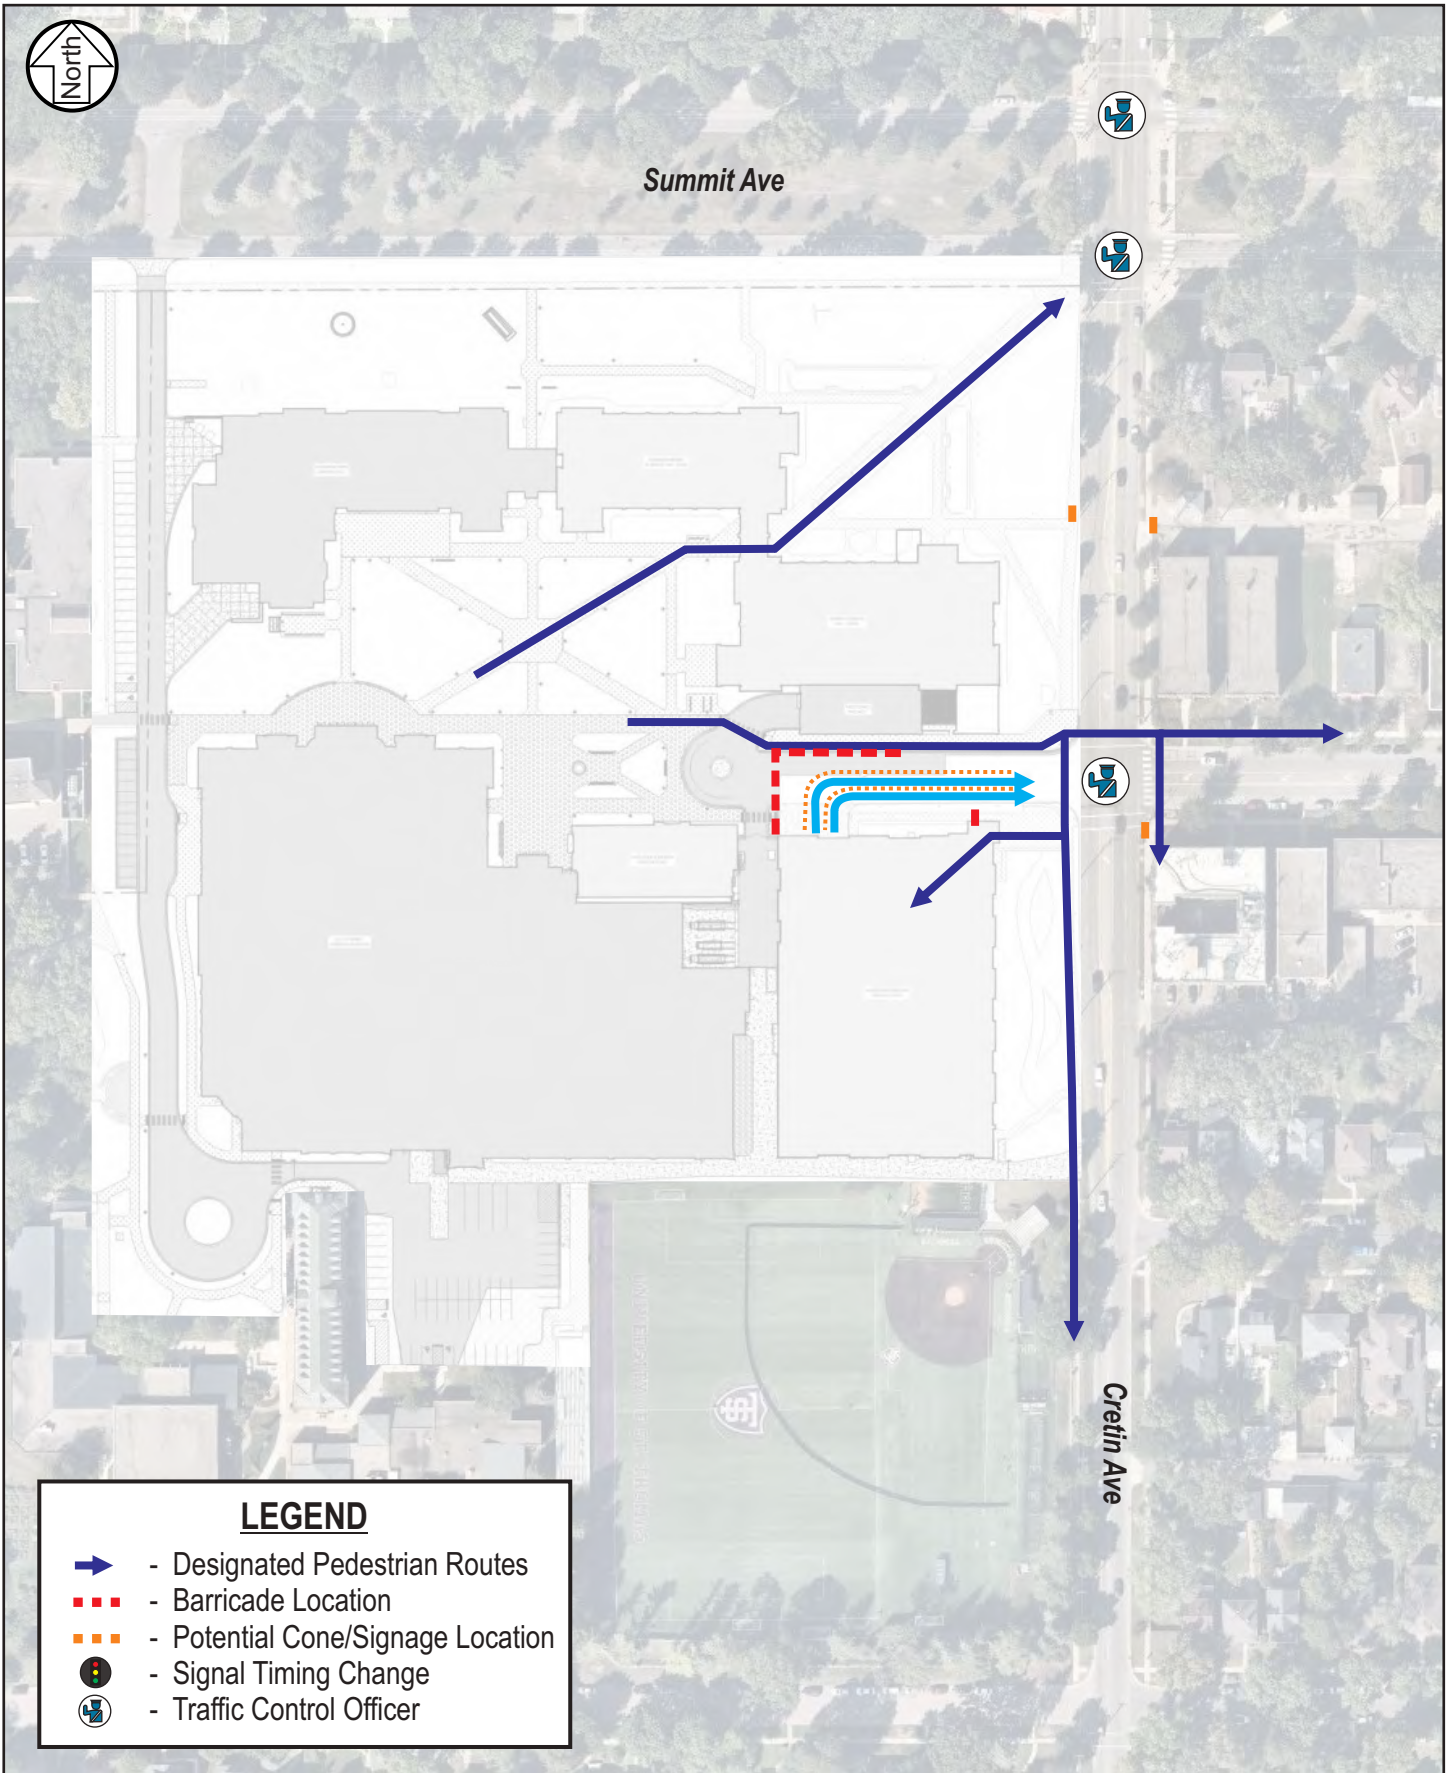 North
Summit Ave
Cretin Ave
LEGEND
- Designated Pedestrian Routes
- Barricade Location
- Potential Cone/Signage Location
- Signal Timing Change
- Traffic Control Officer